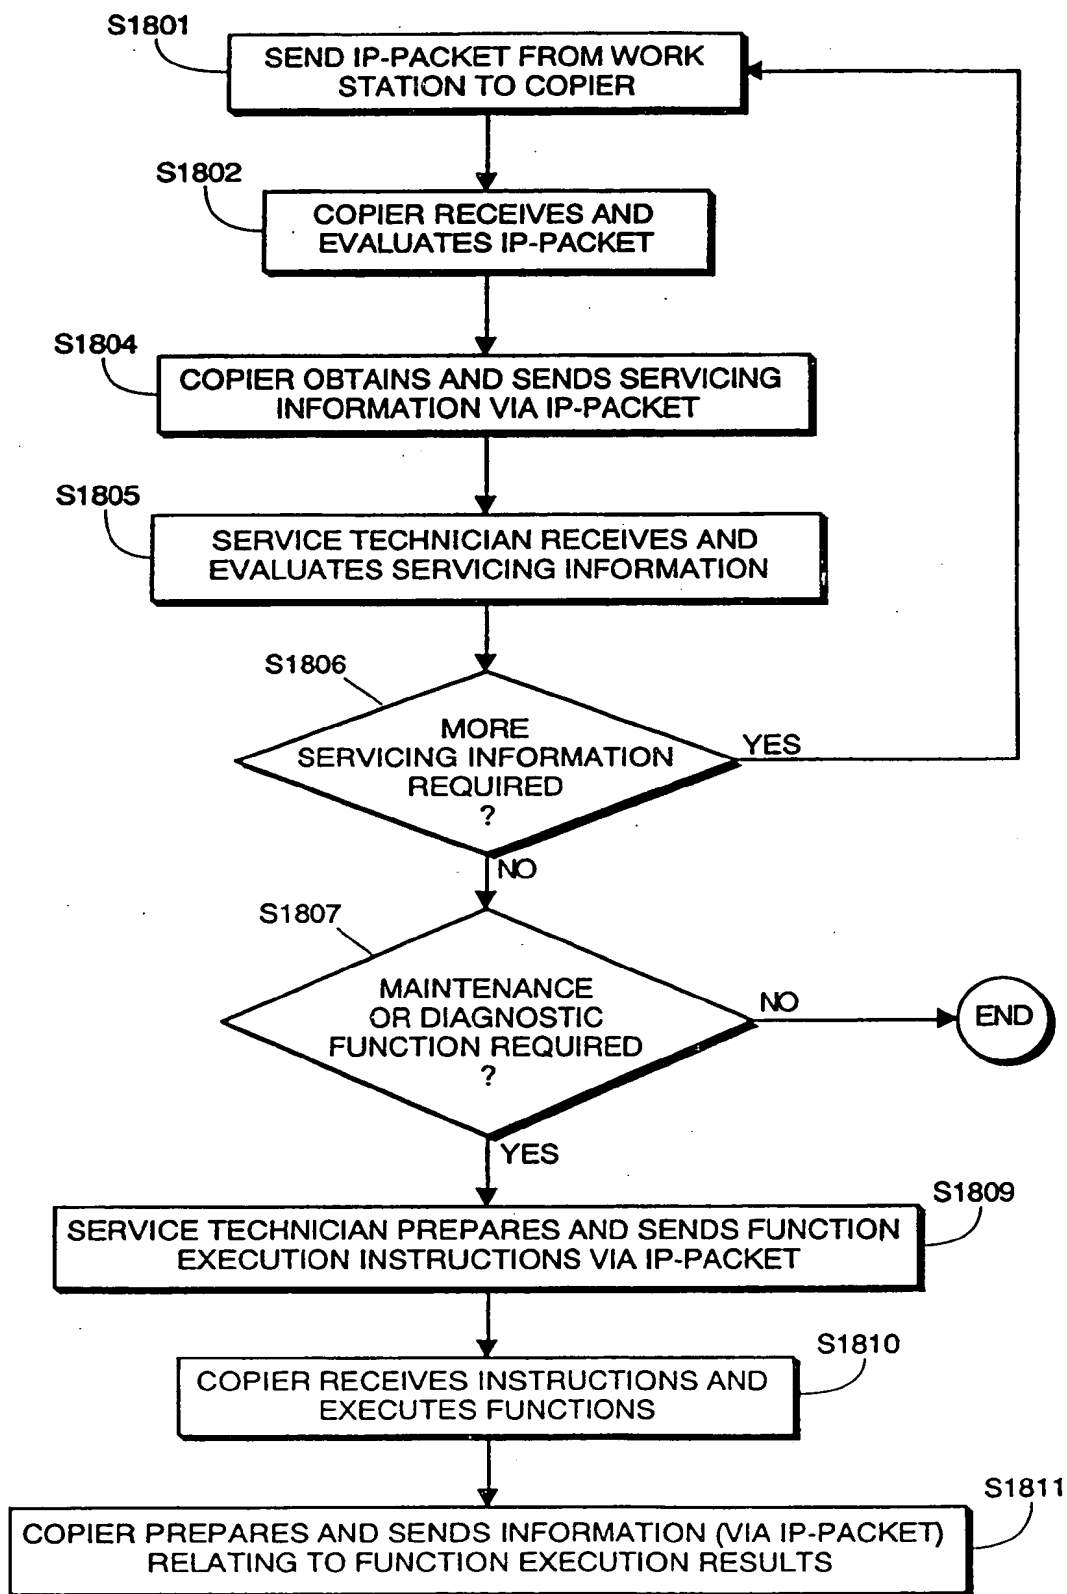 S1801
SEND IP-PACKET FROM WORK
STATION TO COPIER
S1802
COPIER RECEIVES AND
EVALUATES IP-PACKET
S1804
COPIER OBTAINS AND SENDS SERVICING
INFORMATION VIA IP-PACKET
S1805
SERVICE TECHNICIAN RECEIVES AND
EVALUATES SERVICING INFORMATION
S1806
MORE
SERVICING INFORMATION
REQUIRED
?
YES
NO
S1807
MAINTENANCE
OR DIAGNOSTIC
FUNCTION REQUIRED
?
NO
END
YES
S1809
SERVICE TECHNICIAN PREPARES AND SENDS FUNCTION
EXECUTION INSTRUCTIONS VIA IP-PACKET
S1810
COPIER RECEIVES INSTRUCTIONS AND
EXECUTES FUNCTIONS
S1811
COPIER PREPARES AND SENDS INFORMATION (VIA IP-PACKET)
RELATING TO FUNCTION EXECUTION RESULTS